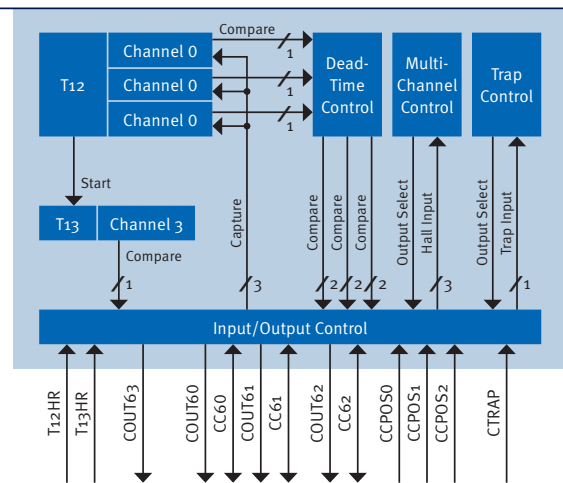 Compare
Channel 0
1
T12
Channel 0
1
Channel 0
1
Dead-
Time
Control
Multi-
Channel
Control
Trap
Control
Start
T13
Channel 3
Compare
1
Capture
3
Compare
2
Compare
2
Compare
2
Output Select
Hall Input
3
Output Select
Trap Input
1
Input/Output Control
T12HR
T13HR
COUT63
COUT60
CC60
COUT61
CC61
COUT62
CC62
CCPOS0
CCPOS1
CCPOS2
CTRAP